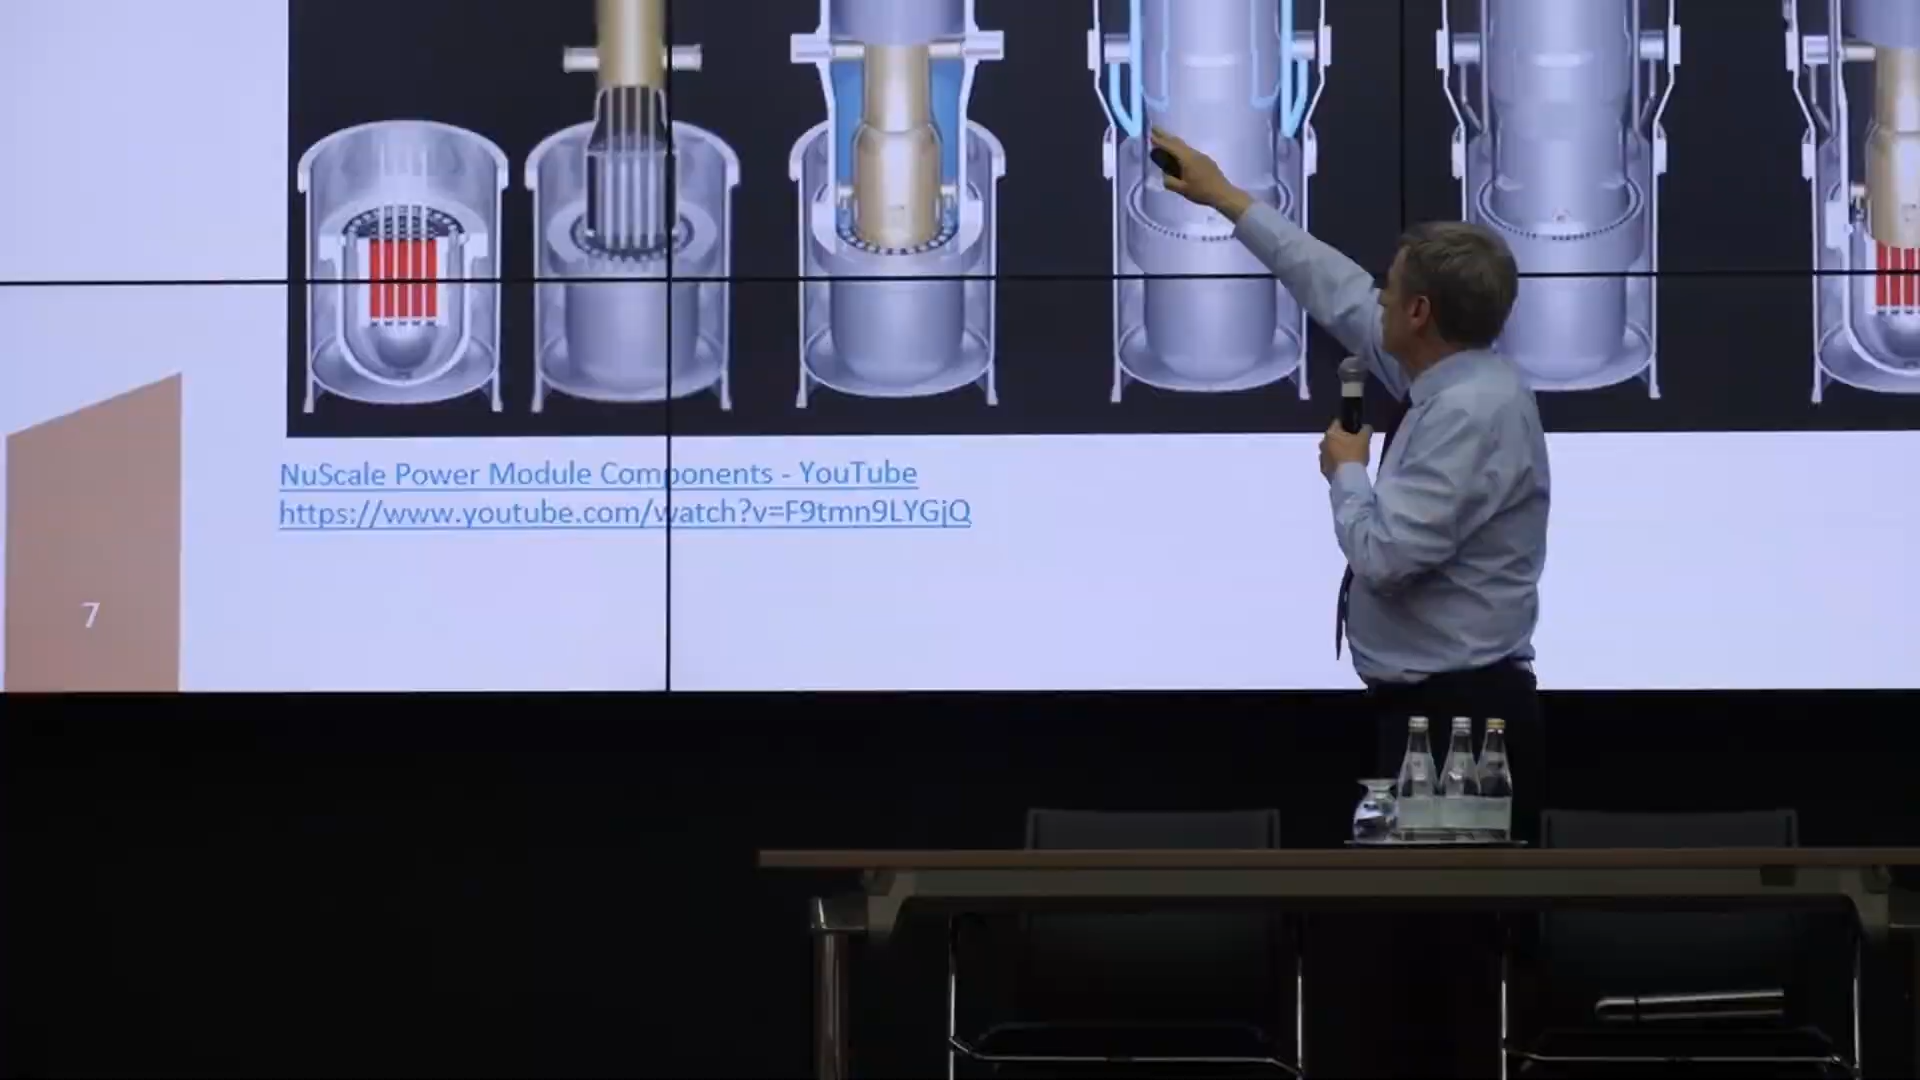 NuScale Power Module Components - YouTube
https://www.youtube.com/watch?v=F9tmn9LYGjQ
7